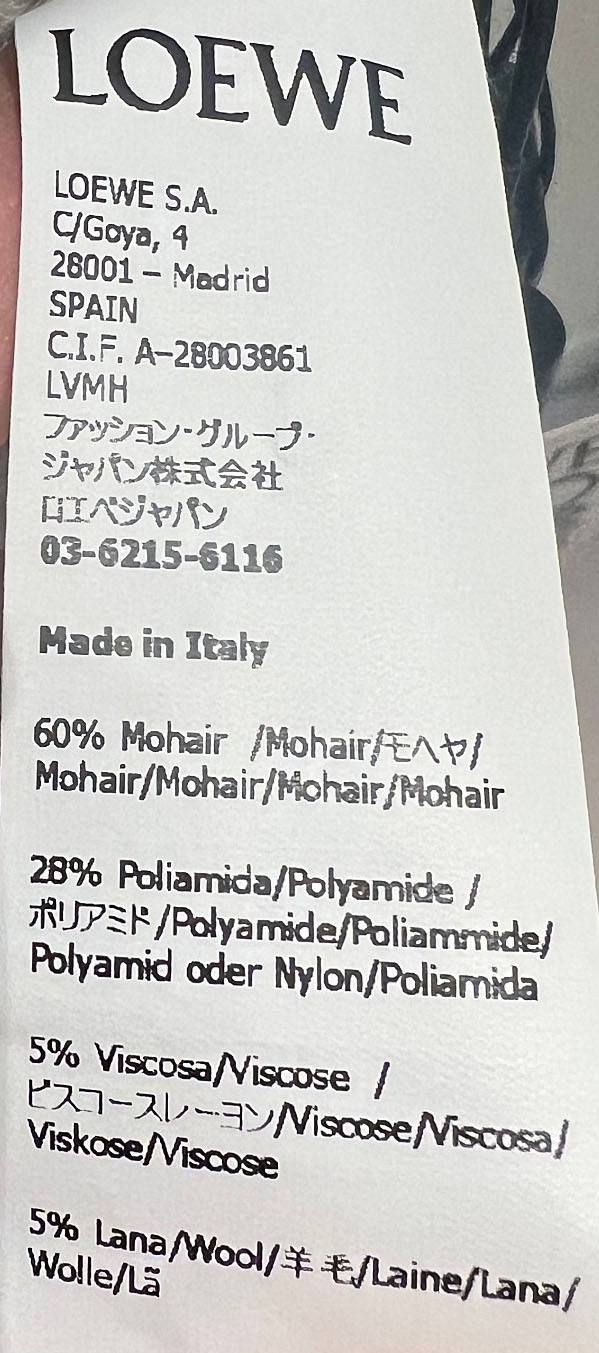 LOEWE
LOEWE S.A.
C/Goya, 4
28001 – Madrid
SPAIN
C.I.F. A-28003861
LVMH
ファッション・グループ・
ジャパン株式会社
ロエベジャパン
03-6215-6116
Made in Italy
60% Mohair /Mohair/モヘヤ/
Mohair/Mohair/Mohair/Mohair
28% Poliamida/Polyamide /
ポリアミド/Polyamide/Poliammide/
Polyamid oder Nylon/Poliamida
5% Viscosa/Viscose /
ビスコースレーヨン/Viscose/Viscosa/
Viskose/Viscose
5% Lana/Wool/羊毛/Laine/Lana/
Wolle/Lã